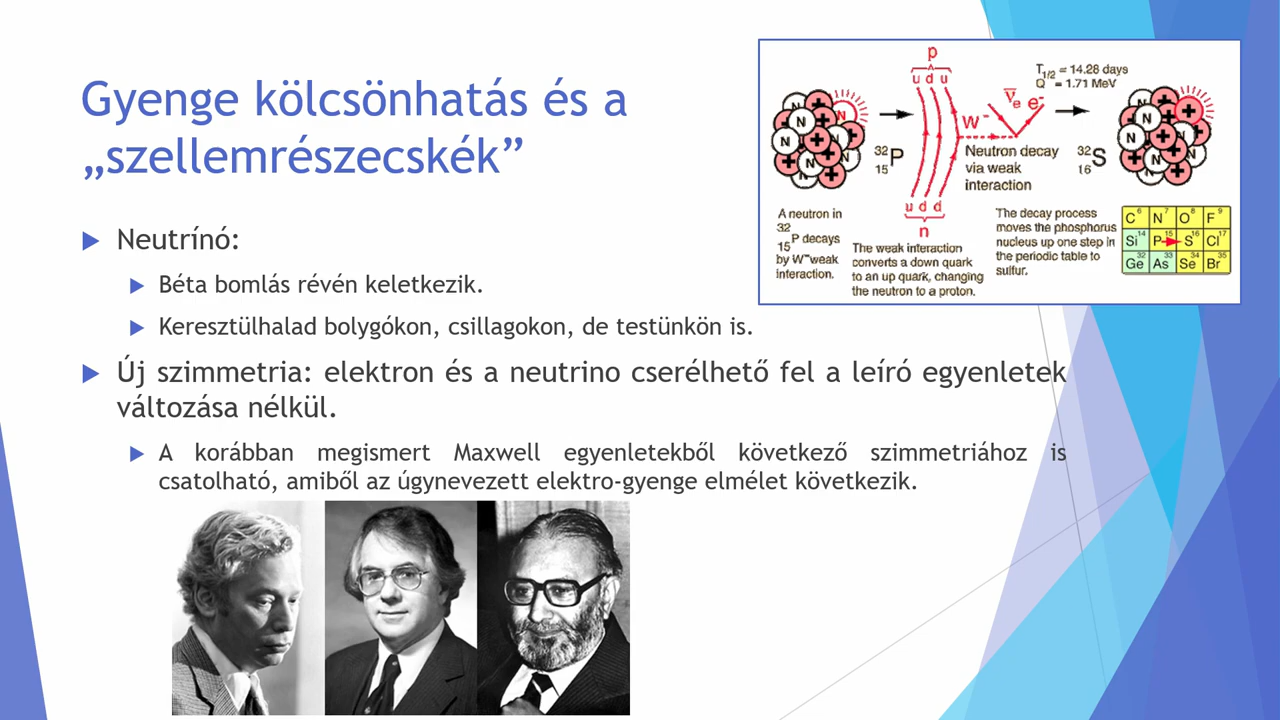 Gyenge kölcsönhatás és a
„szellemrészecskék”
Neutrínó:
Béta bomlás révén keletkezik.
Keresztülhalad bolygókon, csillagokon, de testünkön is.
Új szimmetria: elektron és a neutrino cserélhető fel a leíró egyenletek
változása nélkül.
A korábban megismert Maxwell egyenletekből következő szimmetriához is
csatolható, amiből az úgynevezett elektro-gyenge elmélet következik.
p
u d u
T1/2 = 14.28 days
Q = 1.71 MeV
ν̅e e-
W-
32 15 P
Neutron decay
via weak
interaction
32 16 S
u d d
n
A neutron in
32
15 P decays
by W- weak
interaction.
The weak interaction
converts a down quark
to an up quark, changing
the neutron to a proton.
The decay process
moves the phosphorus
nucleus up one step in
the periodic table to
sulfur.
C 6 N 7 O 8 F 9
Si 14 P 15 S 16 Cl 17
Ge 32 As 33 Se 34 Br 35